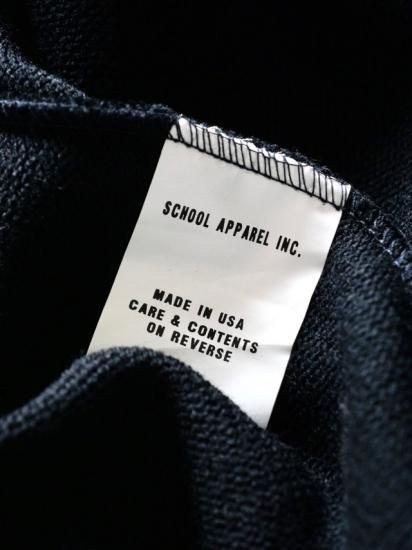 SCHOOL APPAREL INC.
MADE IN USA
CARE & CONTENTS
ON REVERSE